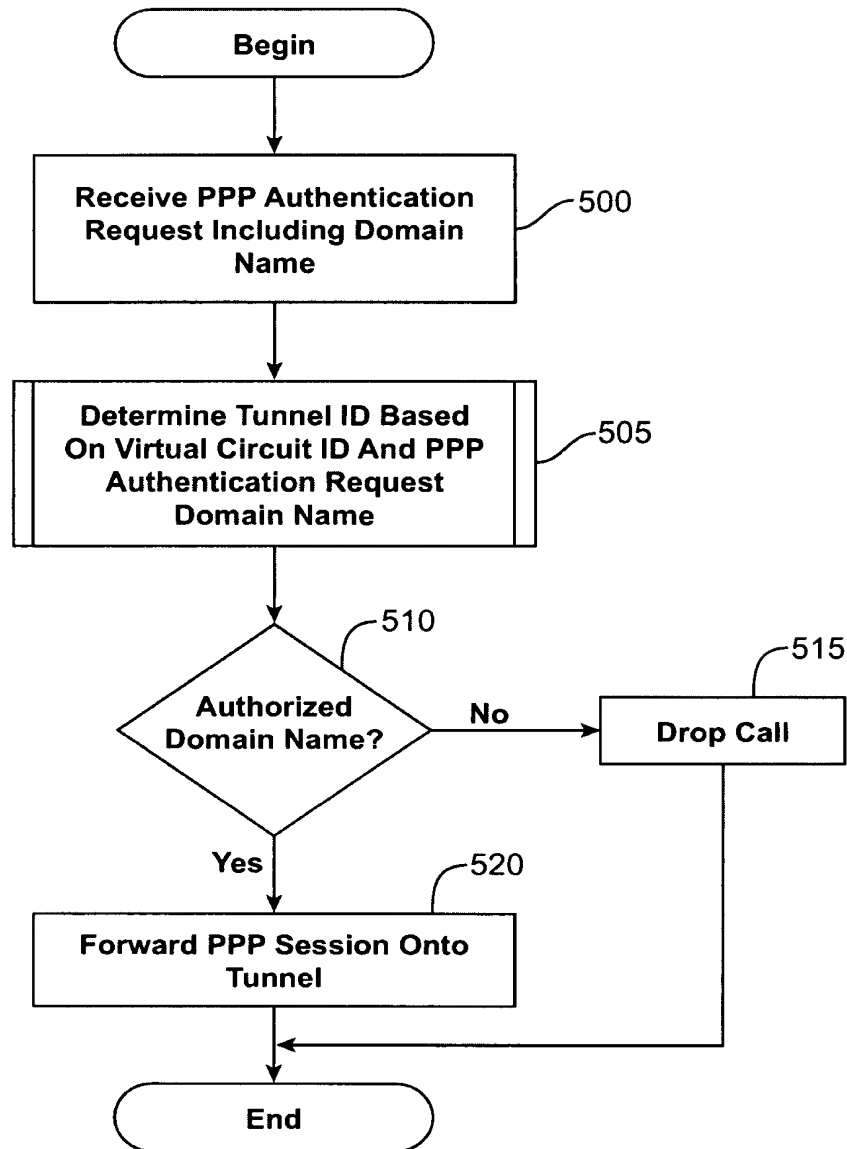 Begin
Receive PPP Authentication
Request Including Domain
Name
500
Determine Tunnel ID Based
On Virtual Circuit ID And PPP
Authentication Request
Domain Name
505
510
Authorized
Domain Name?
No
515
Drop Call
Yes
520
Forward PPP Session Onto
Tunnel
End